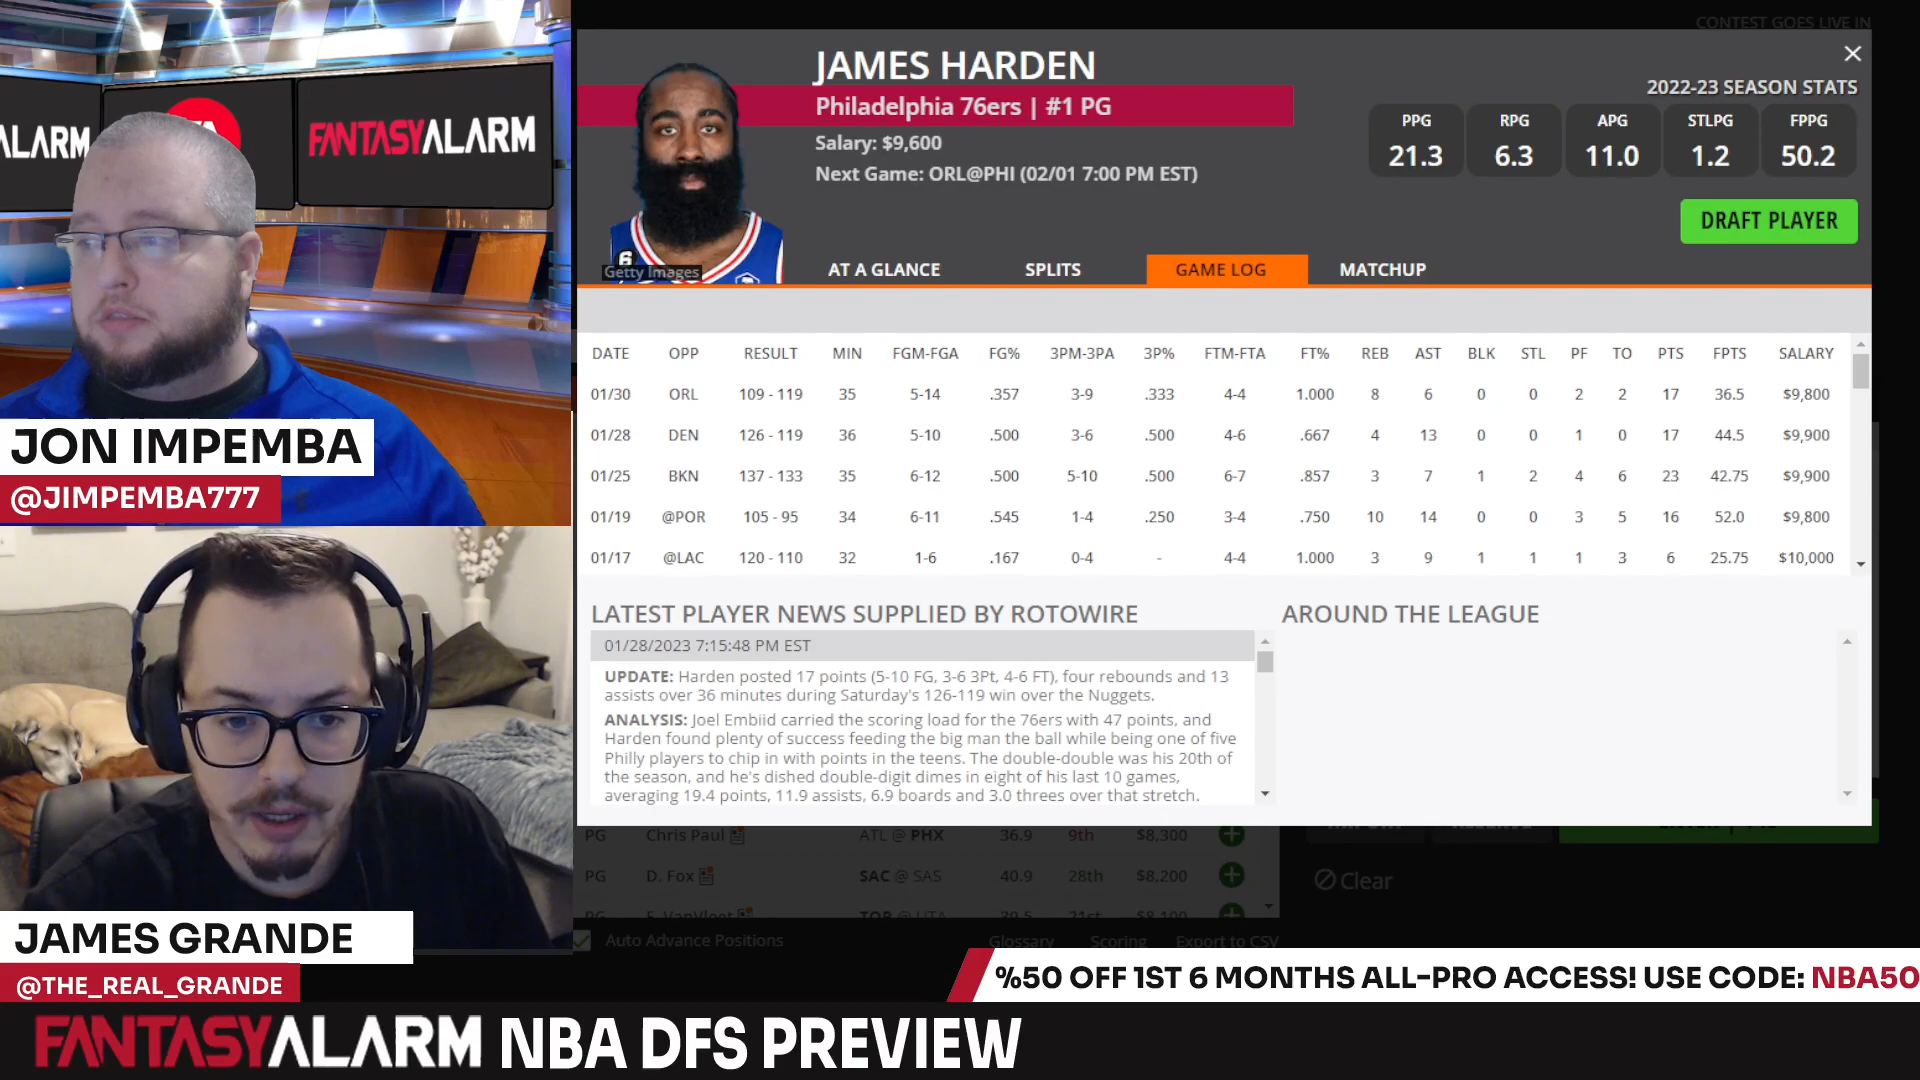 CONTEST GOES LIVE IN
ALARM
FANTASYALARM
JAMES HARDEN
Philadelphia 76ers | #1 PG
Salary: $9,600
Next Game: ORL@PHI (02/01 7:00 PM EST)
2022-23 SEASON STATS
PPG RPG APG STLPG FPPG
21.3 6.3 11.0 1.2 50.2
DRAFT PLAYER
Getty Images
AT A GLANCE SPLITS GAME LOG MATCHUP
DATE OPP RESULT MIN FGM-FGA FG% 3PM-3PA 3P% FTM-FTA FT% REB AST BLK STL PF TO PTS FPTS SALARY
01/30 ORL 109 - 119 35 5-14 .357 3-9 .333 4-4 1.000 8 6 0 0 2 2 17 36.5 $9,800
01/28 DEN 126 - 119 36 5-10 .500 3-6 .500 4-6 .667 4 13 0 0 1 0 17 44.5 $9,900
01/25 BKN 137 - 133 35 6-12 .500 5-10 .500 6-7 .857 3 7 1 2 4 6 23 42.75 $9,900
01/19 @POR 105 - 95 34 6-11 .545 1-4 .250 3-4 .750 10 14 0 0 3 5 16 52.0 $9,800
01/17 @LAC 120 - 110 32 1-6 .167 0-4 - 4-4 1.000 3 9 1 1 1 3 6 25.75 $10,000
LATEST PLAYER NEWS SUPPLIED BY ROTOWIRE
01/28/2023 7:15:48 PM EST
UPDATE: Harden posted 17 points (5-10 FG, 3-6 3Pt, 4-6 FT), four rebounds and 13
assists over 36 minutes during Saturday's 126-119 win over the Nuggets.
ANALYSIS: Joel Embiid carried the scoring load for the 76ers with 47 points, and
Harden found plenty of success feeding the big man the ball while being one of five
Philly players to chip in with points in the teens. The double-double was his 20th of
the season, and he's dished double-digit dimes in eight of his last 10 games,
averaging 19.4 points, 11.9 assists, 6.9 boards and 3.0 threes over that stretch.
AROUND THE LEAGUE
PG Chris Paul ATL @ PHX 36.9 9th $8,300
PG D. Fox SAC @ SAS 40.9 28th $8,200
PG F. VanVleet TOR @ UTA 39.5 21st $8,100
Clear
Auto Advance Positions
Glossary Scoring Export to CSV
JON IMPEMBA
@JIMPEMBA777
JAMES GRANDE
@THE_REAL_GRANDE
%50 OFF 1ST 6 MONTHS ALL-PRO ACCESS! USE CODE: NBA50
FANTASYALARM NBA DFS PREVIEW